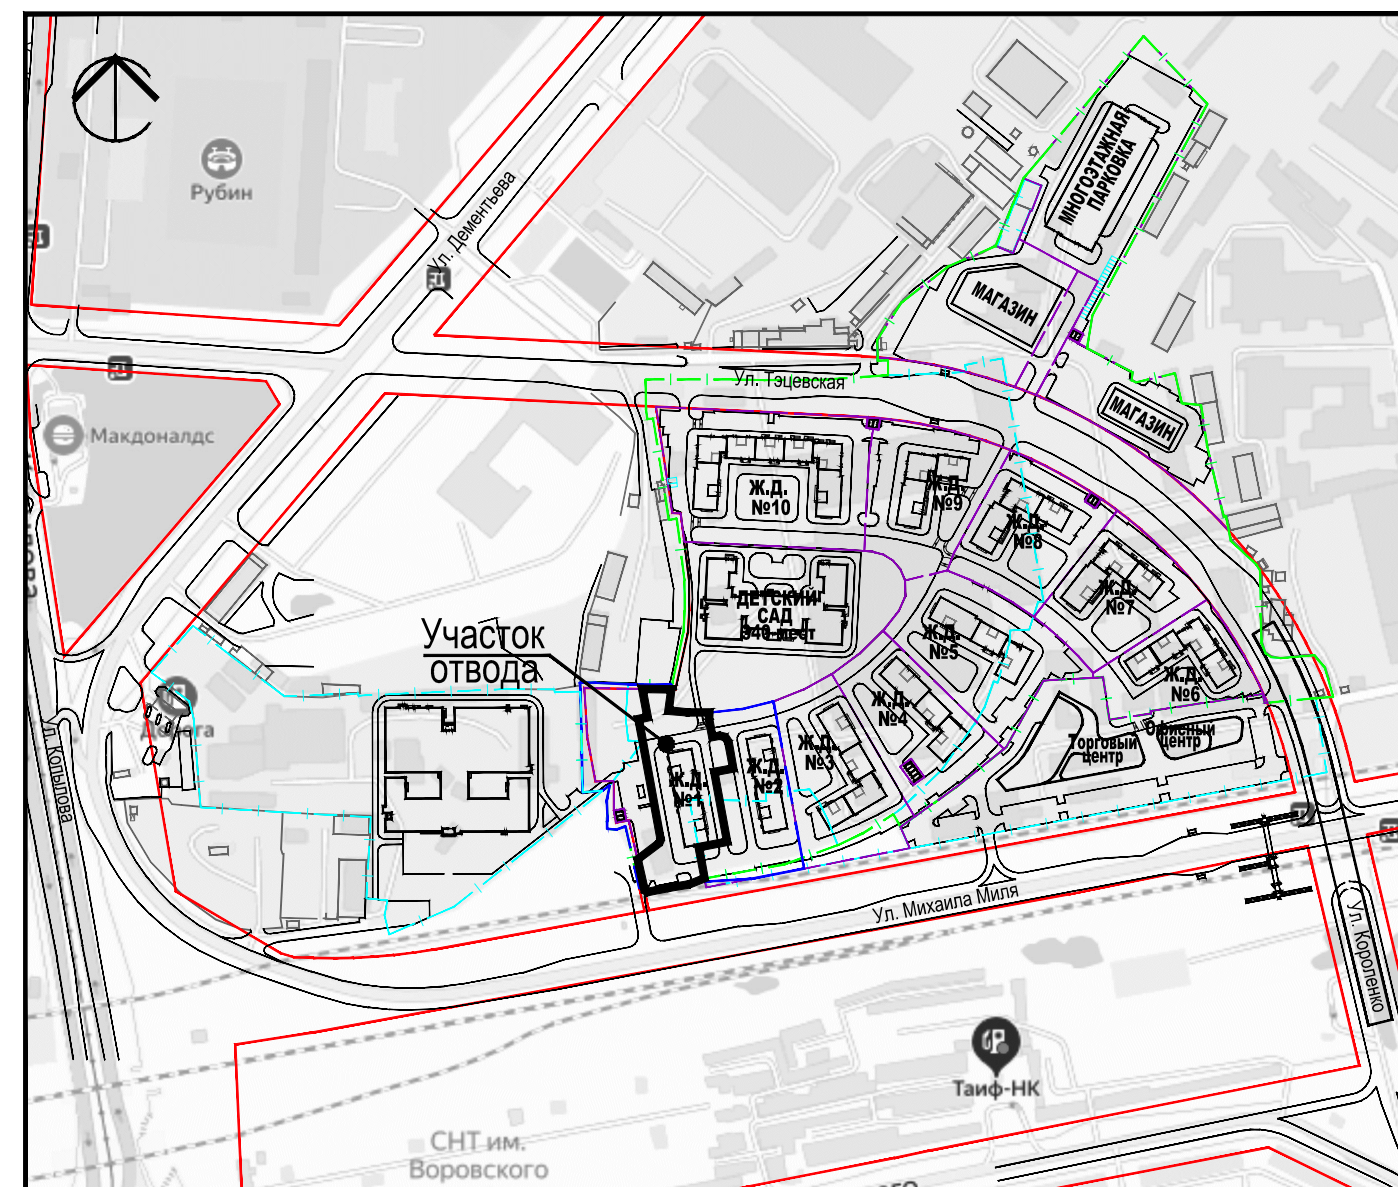 Рубин
Ул. Дементьева
МНОГОЭТАЖНАЯ
ПАРКОВКА
МАГАЗИН
Ул. Тэцевская
МАГАЗИН
Макдоналдс
Ж.Д.
№10
Ж.Д.
№9
Ж.Д.
№8
Ж.Д.
№7
ДЕТСКИЙ
САД
340 мест
Участок
отвода
Ж.Д.
№5
Ж.Д.
№6
Ж.Д.
№4
Ж.Д.
№3
Ж.Д.
№2
Ж.Д.
№1
Торговый
центр
Офисный
центр
Ул. Копылова
Ул. Михаила Миля
Ул. Короленко
Таиф-НК
СНТ им.
Воровского